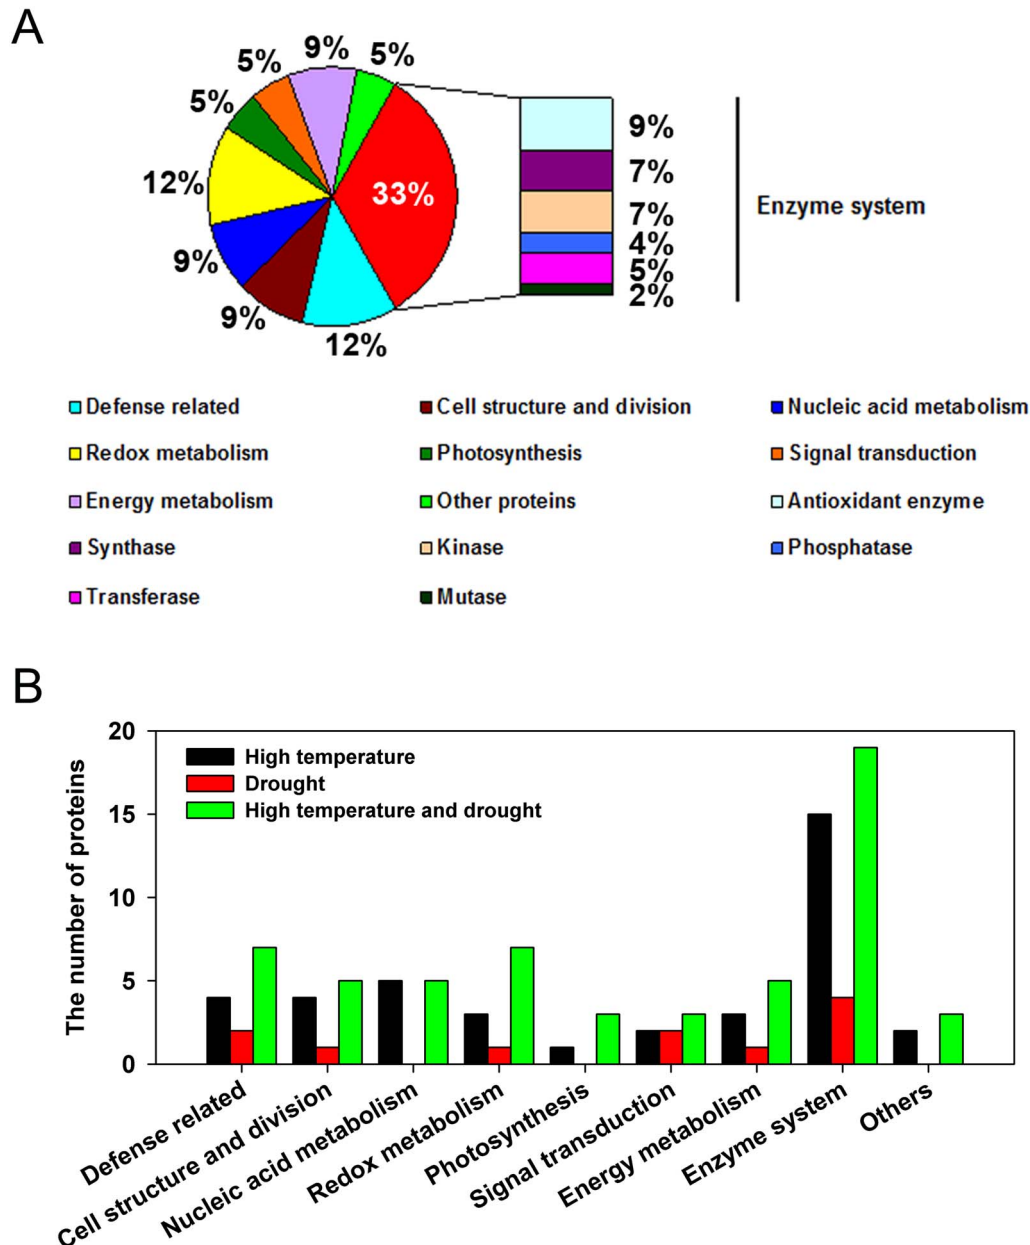 A
5% 9% 5%
5%
12%
9%
9%
12%
33%
9%
7%
7%
4%
5%
2%
Enzyme system
Defense related Cell structure and division Nucleic acid metabolism
Redox metabolism Photosynthesis Signal transduction
Energy metabolism Other proteins Antioxidant enzyme
Synthase Kinase Phosphatase
Transferase Mutase
B
The number of proteins
20
15
10
5
0
High temperature
Drought
High temperature and drought
Defense related
Cell structure and division
Nucleic acid metabolism
Redox metabolism
Photosynthesis
Signal transduction
Energy metabolism
Enzyme system
Others